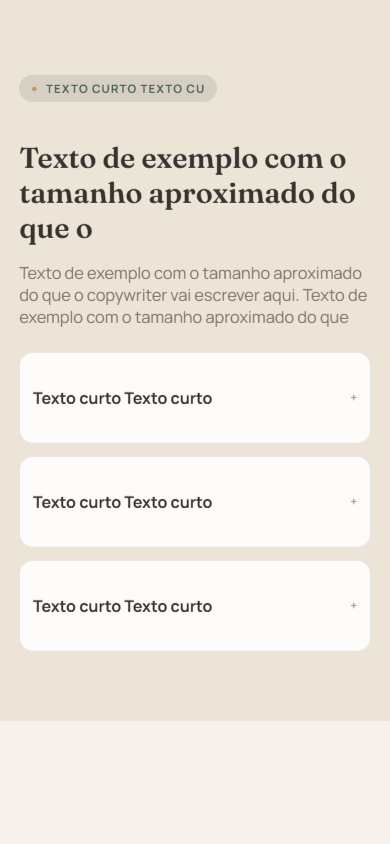 TEXTO CURTO TEXTO CU
Texto de exemplo com o
tamanho aproximado do
que o
Texto de exemplo com o tamanho aproximado
do que o copywriter vai escrever aqui. Texto de
exemplo com o tamanho aproximado do que
Texto curto Texto curto +
Texto curto Texto curto +
Texto curto Texto curto +